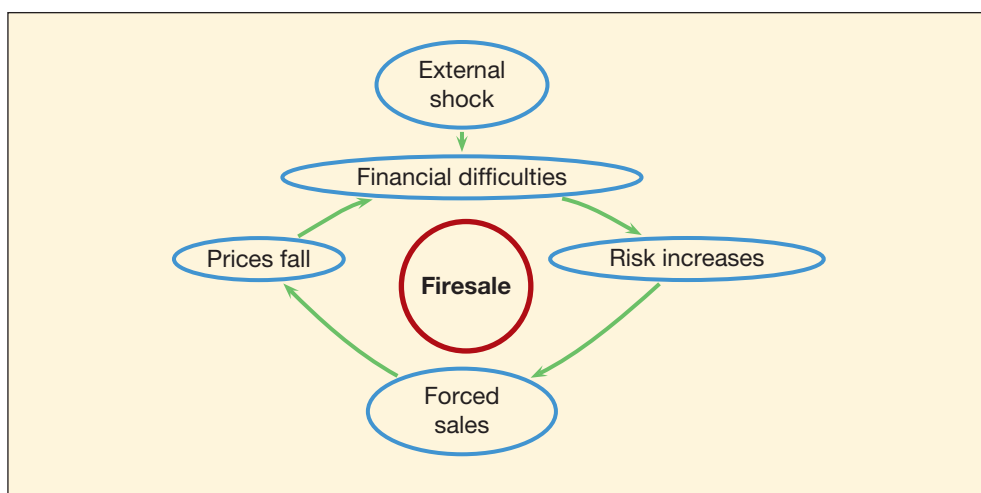 External
shock
Financial difficulties
Prices fall
Risk increases
Firesale
Forced
sales